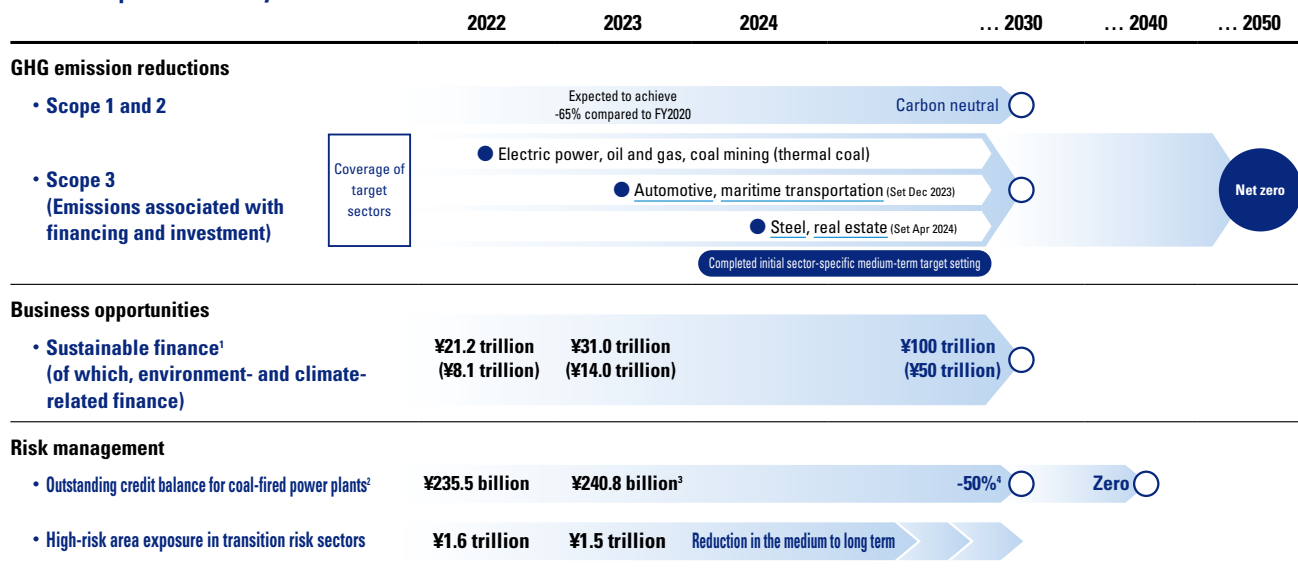 2022 2023 2024 ... 2030 ... 2040 ... 2050
GHG emission reductions
• Scope 1 and 2
Expected to achieve
-65% compared to FY2020
Carbon neutral
• Scope 3
(Emissions associated with
financing and investment)
Coverage of
target
sectors
Electric power, oil and gas, coal mining (thermal coal)
Automotive, maritime transportation (Set Dec 2023)
Steel, real estate (Set Apr 2024)
Completed initial sector-specific medium-term target setting
Net zero
Business opportunities
• Sustainable finance¹
(of which, environment- and climate-
related finance)
¥21.2 trillion
(¥8.1 trillion)
¥31.0 trillion
(¥14.0 trillion)
¥100 trillion
(¥50 trillion)
Risk management
• Outstanding credit balance for coal-fired power plants² ¥235.5 billion ¥240.8 billion³ -50%⁴ Zero
• High-risk area exposure in transition risk sectors ¥1.6 trillion ¥1.5 trillion Reduction in the medium to long term